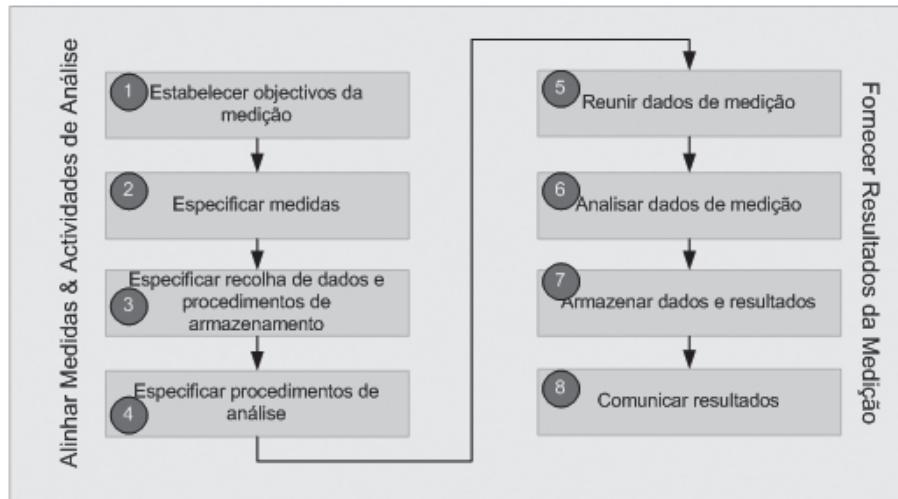 Alinhar Medidas & Actividades de Análise
1
Estabelecer objectivos da
medição
2
Especificar medidas
3
Especificar recolha de dados e
procedimentos de
armazenamento
4
Especificar procedimentos de
análise
5
Reunir dados de medição
6
Analisar dados de medição
7
Armazenar dados e resultados
8
Comunicar resultados
Fornecer Resultados da Medição